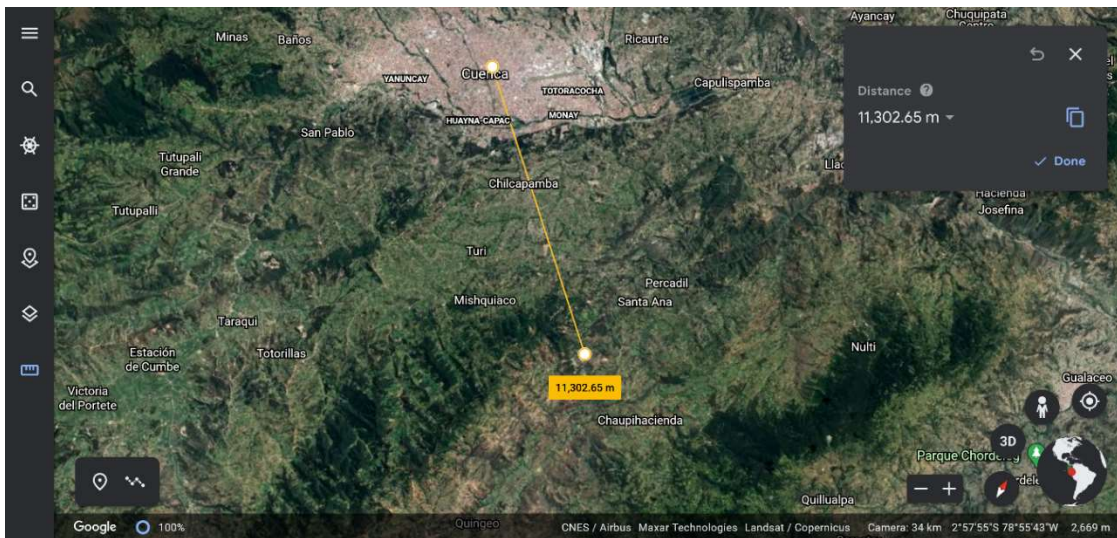 Minas
Baños
Ricaurte
Ayancay
Chuquipata
YANUNCAY
Cuenca
TOTORACOCHA
Capulispamba
HUAYNA-CAPAC
MONAY
San Pablo
Distance
11,302.65 m
Done
Tutupali
Grande
Chilcapamba
Hacienda
Josefina
Tutupalli
Turi
Percadil
Mishquiaco
Santa Ana
Taraqui
Estación
de Cumbe
Totorillas
Nulti
Victoria
del Portete
11,302.65 m
Gualaceo
Chaupihacienda
3D
Parque Chordeleg
Quillualpa
Quingeo
Google
100%
CNES / Airbus Maxar Technologies Landsat / Copernicus Camera: 34 km 2°57'55"S 78°55'43"W 2,669 m